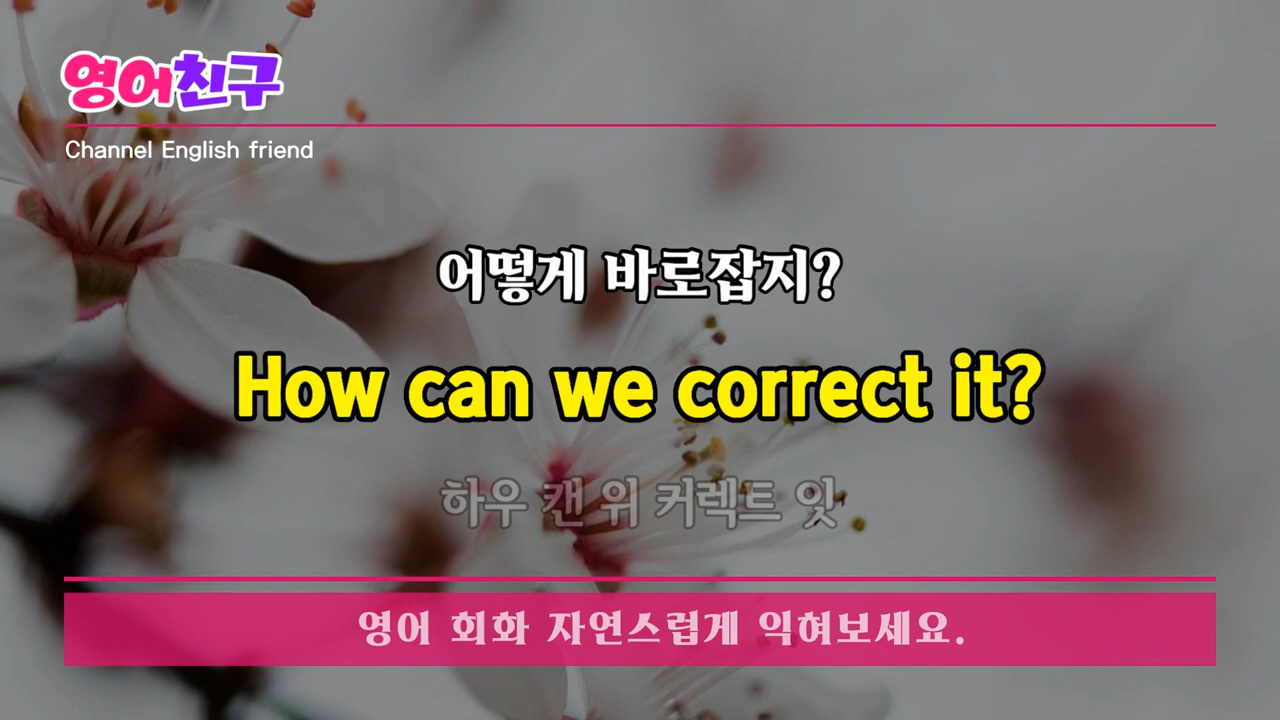 영어친구
Channel English friend
어떻게 바로잡지?
How can we correct it?
하우 캔 위 커렉트 잇
영어 회화 자연스럽게 익혀보세요.